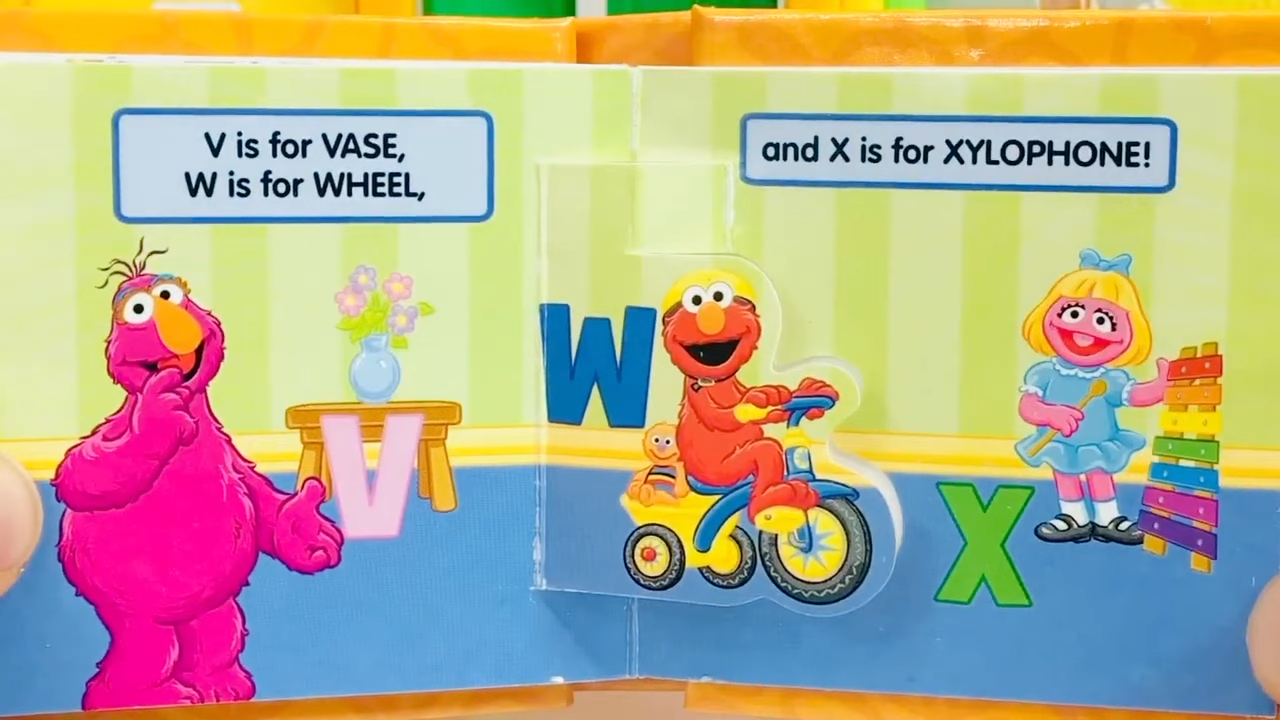 V is for VASE,
W is for WHEEL,
and X is for XYLOPHONE!
V
W
X